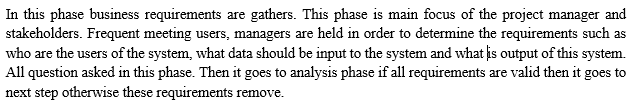 In this phase business requirements are gathers. This phase is main focus of the project manager and
stakeholders. Frequent meeting users, managers are held in order to determine the requirements such as
who are the users of the system, what data should be input to the system and what is output of this system.
All question asked in this phase. Then it goes to analysis phase if all requirements are valid then it goes to
next step otherwise these requirements remove.